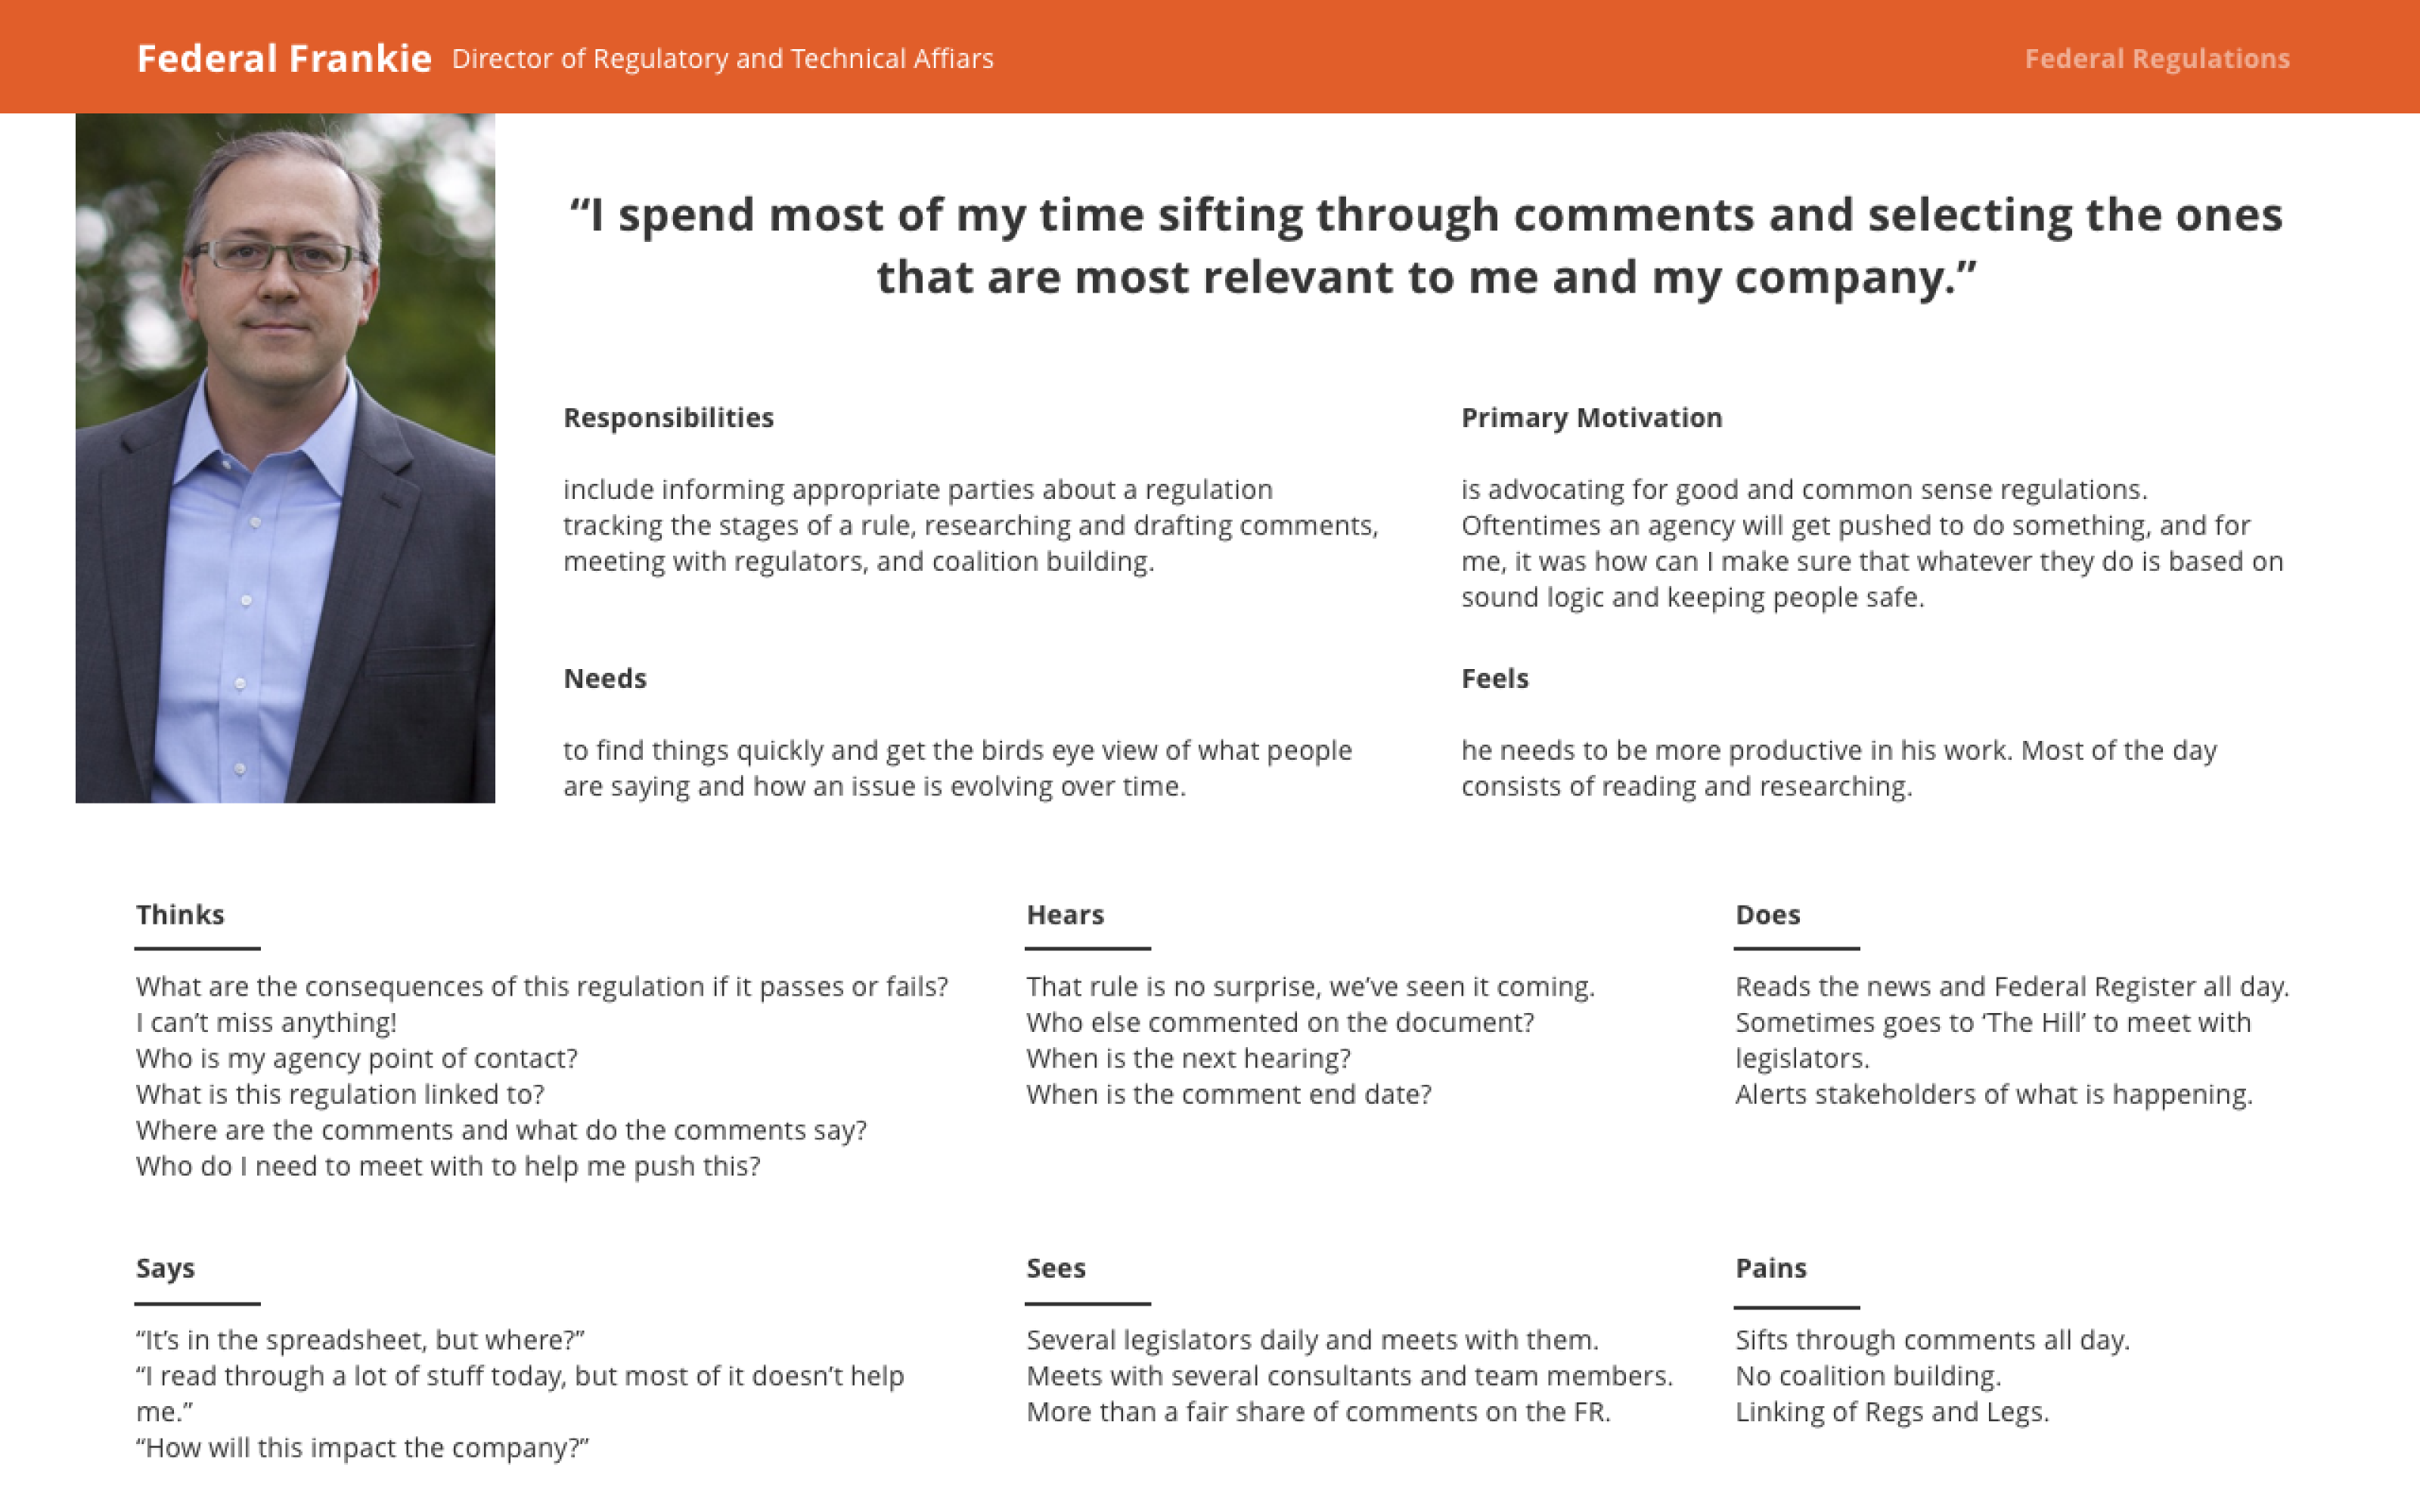 Federal Frankie Director of Regulatory and Technical Affiars
Federal Regulations
“I spend most of my time sifting through comments and selecting the ones
that are most relevant to me and my company.”
Responsibilities
include informing appropriate parties about a regulation
tracking the stages of a rule, researching and drafting comments,
meeting with regulators, and coalition building.
Primary Motivation
is advocating for good and common sense regulations.
Oftentimes an agency will get pushed to do something, and for
me, it was how can I make sure that whatever they do is based on
sound logic and keeping people safe.
Needs
to find things quickly and get the birds eye view of what people
are saying and how an issue is evolving over time.
Feels
he needs to be more productive in his work. Most of the day
consists of reading and researching.
Thinks
What are the consequences of this regulation if it passes or fails?
I can’t miss anything!
Who is my agency point of contact?
What is this regulation linked to?
Where are the comments and what do the comments say?
Who do I need to meet with to help me push this?
Hears
That rule is no surprise, we’ve seen it coming.
Who else commented on the document?
When is the next hearing?
When is the comment end date?
Does
Reads the news and Federal Register all day.
Sometimes goes to ‘The Hill’ to meet with
legislators.
Alerts stakeholders of what is happening.
Says
“It’s in the spreadsheet, but where?”
“I read through a lot of stuff today, but most of it doesn’t help
me.”
“How will this impact the company?”
Sees
Several legislators daily and meets with them.
Meets with several consultants and team members.
More than a fair share of comments on the FR.
Pains
Sifts through comments all day.
No coalition building.
Linking of Regs and Legs.